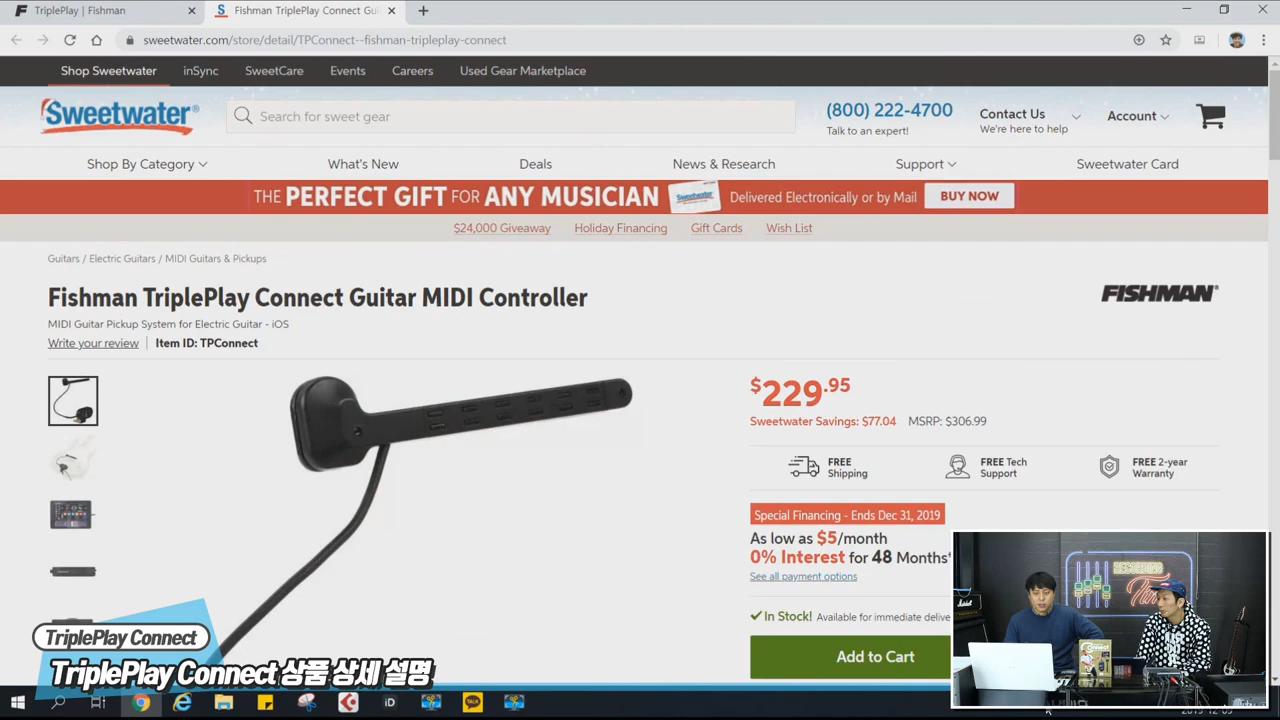 TriplePlay | Fishman
Fishman TriplePlay Connect Gui
sweetwater.com/store/detail/TPConnect--fishman-tripleplay-connect
Shop Sweetwater inSync SweetCare Events Careers Used Gear Marketplace
Sweetwater
Search for sweet gear
(800) 222-4700
Talk to an expert!
Contact Us
We're here to help
Account
Shop By Category What's New Deals News & Research Support Sweetwater Card
THE PERFECT GIFT FOR ANY MUSICIAN Sweetwater Delivered Electronically or by Mail BUY NOW
$24,000 Giveaway Holiday Financing Gift Cards Wish List
Guitars / Electric Guitars / MIDI Guitars & Pickups
Fishman TriplePlay Connect Guitar MIDI Controller
FISHMAN
MIDI Guitar Pickup System for Electric Guitar - iOS
Write your review Item ID: TPConnect
$229.95
Sweetwater Savings: $77.04 MSRP: $306.99
FREE Shipping
FREE Tech Support
FREE 2-year Warranty
Special Financing - Ends Dec 31, 2019
As low as $5/month
0% Interest for 48 Months*
See all payment options
In Stock! Available for immediate delive
Add to Cart
RECORDING
Time
Connect
TriplePlay Connect
TriplePlay Connect 상품 상세 설명
iD
TALK